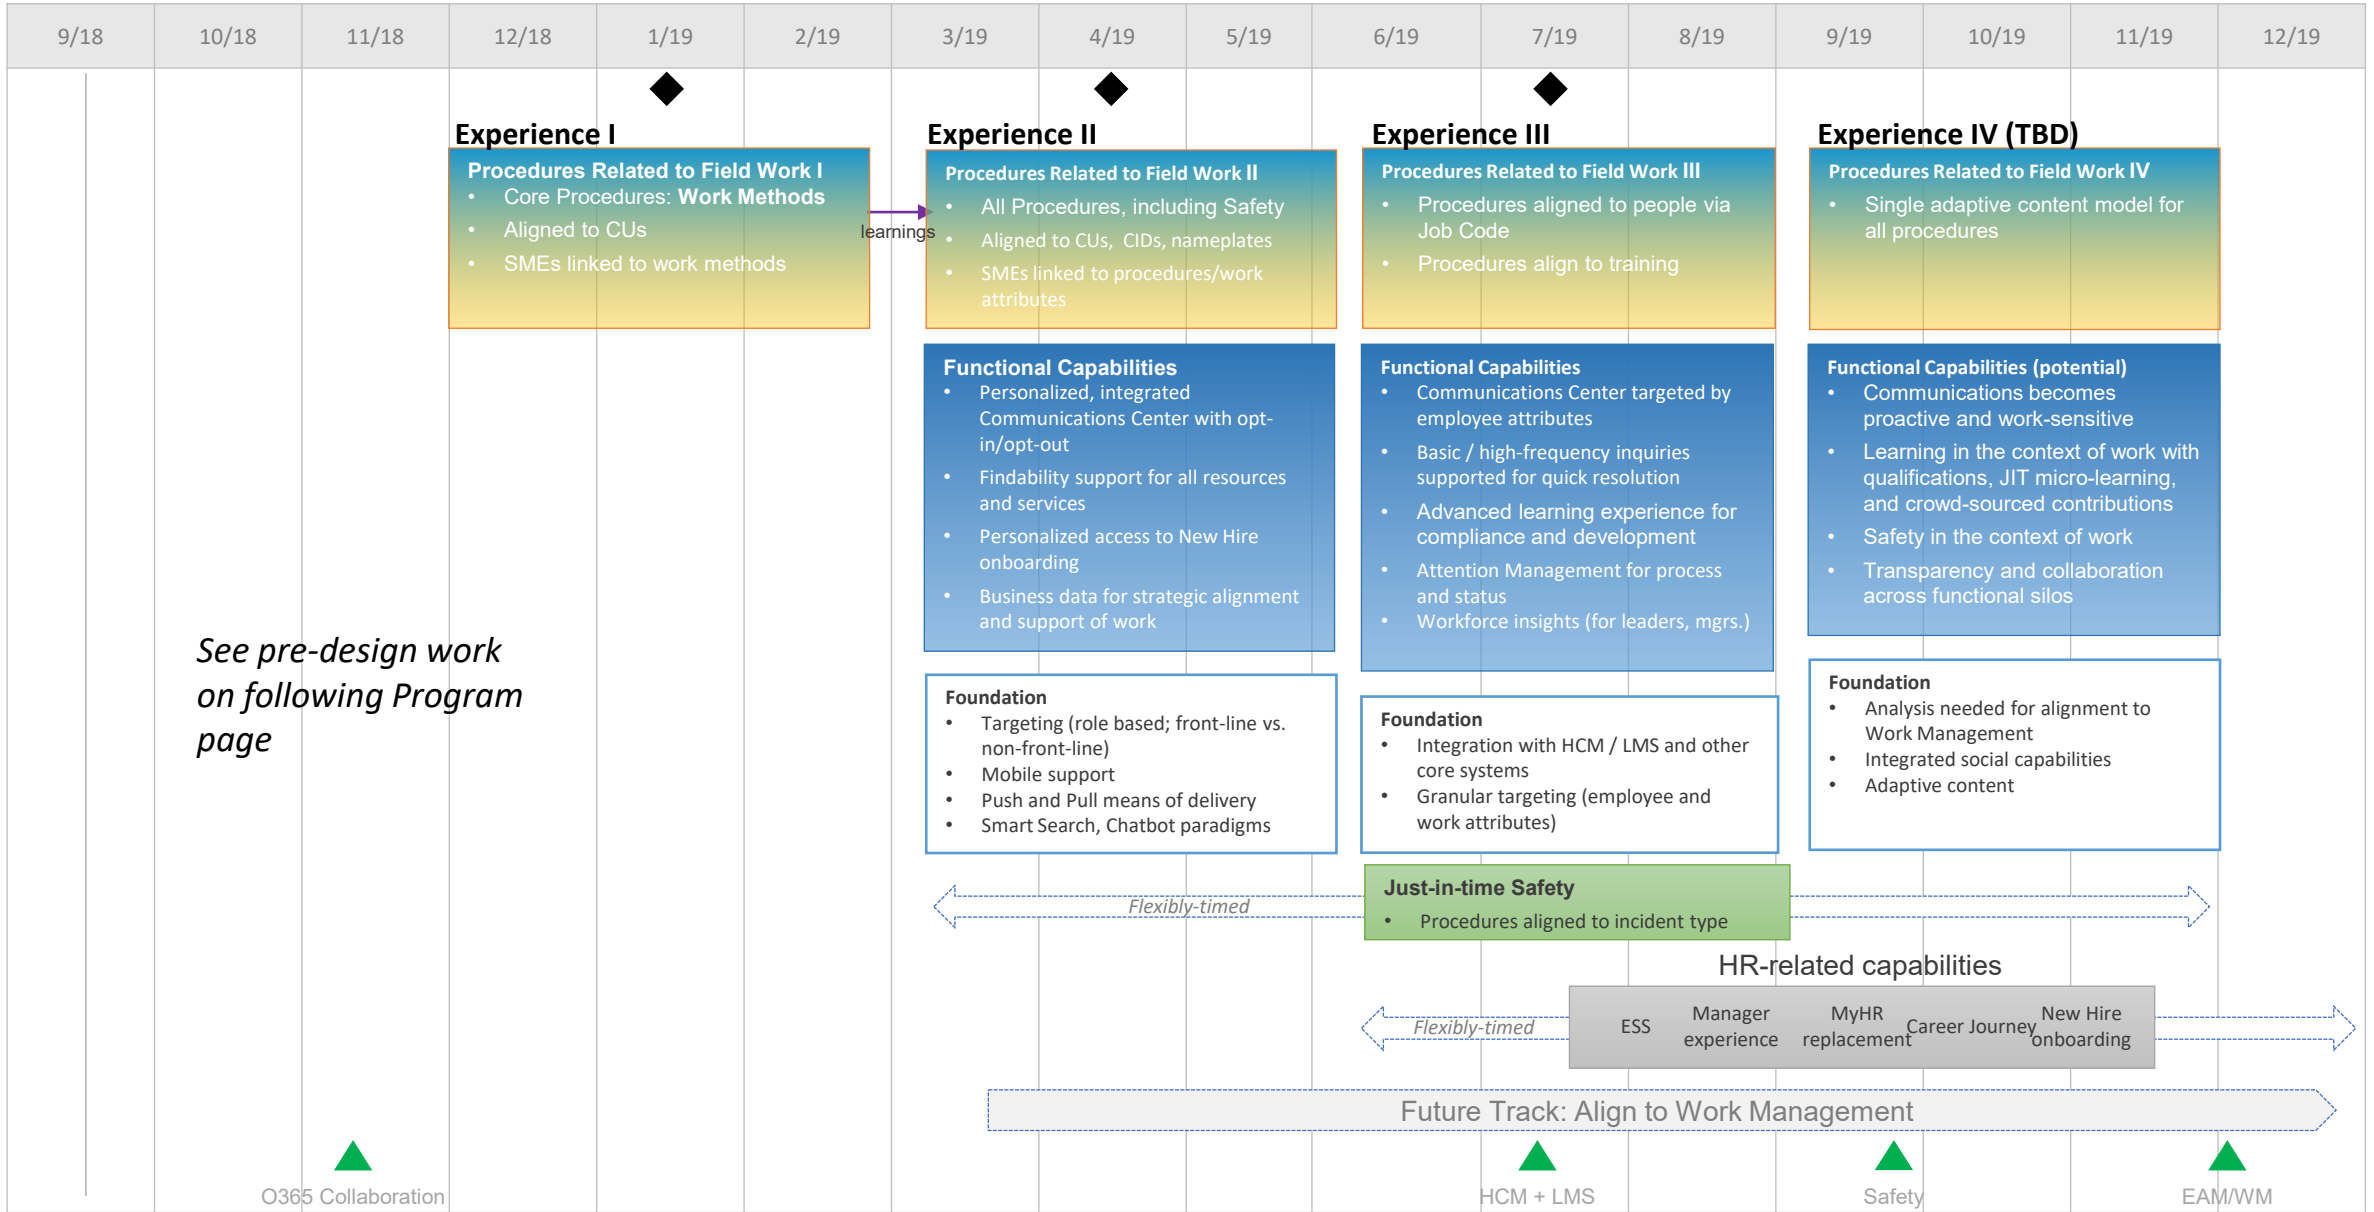 9/18 10/18 11/18 12/18 1/19 2/19 3/19 4/19 5/19 6/19 7/19 8/19 9/19 10/19 11/19 12/19
Experience I
Procedures Related to Field Work I
• Core Procedures: Work Methods
• Aligned to CUs
• SMEs linked to work methods
learnings
Experience II
Procedures Related to Field Work II
• All Procedures, including Safety
• Aligned to CUs, CIDs, nameplates
• SMEs linked to procedures/work
attributes
Experience III
Procedures Related to Field Work III
• Procedures aligned to people via
Job Code
• Procedures align to training
Experience IV (TBD)
Procedures Related to Field Work IV
• Single adaptive content model for
all procedures
Functional Capabilities
• Personalized, integrated
Communications Center with opt-
in/opt-out
• Findability support for all resources
and services
• Personalized access to New Hire
onboarding
• Business data for strategic alignment
and support of work
Functional Capabilities
• Communications Center targeted by
employee attributes
• Basic / high-frequency inquiries
supported for quick resolution
• Advanced learning experience for
compliance and development
• Attention Management for process
and status
• Workforce insights (for leaders, mgrs.)
Functional Capabilities (potential)
• Communications becomes
proactive and work-sensitive
• Learning in the context of work with
qualifications, JIT micro-learning,
and crowd-sourced contributions
• Safety in the context of work
• Transparency and collaboration
across functional silos
See pre-design work
on following Program
page
Foundation
• Targeting (role based; front-line vs.
non-front-line)
• Mobile support
• Push and Pull means of delivery
• Smart Search, Chatbot paradigms
Foundation
• Integration with HCM / LMS and other
core systems
• Granular targeting (employee and
work attributes)
Foundation
• Analysis needed for alignment to
Work Management
• Integrated social capabilities
• Adaptive content
Flexibly-timed
Just-in-time Safety
• Procedures aligned to incident type
HR-related capabilities
Flexibly-timed
ESS
Manager
experience
MyHR
replacement
Career Journey
New Hire
onboarding
Future Track: Align to Work Management
O365 Collaboration
HCM + LMS
Safety
EAM/WM